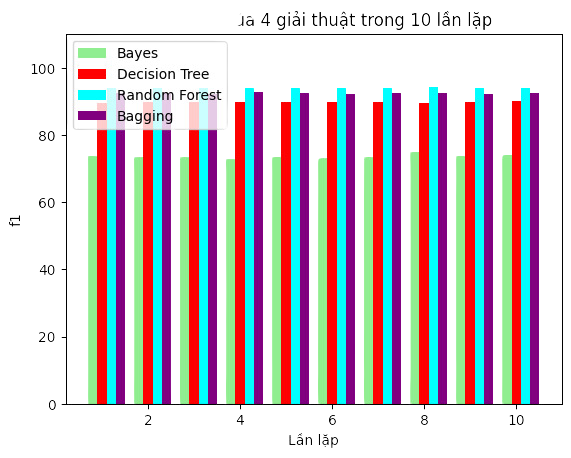 4 giải thuật trong 10 lần lặp
Bayes
Decision Tree
Random Forest
Bagging
f1
100
80
60
40
20
0
2
4
6
8
10
Lần lặp